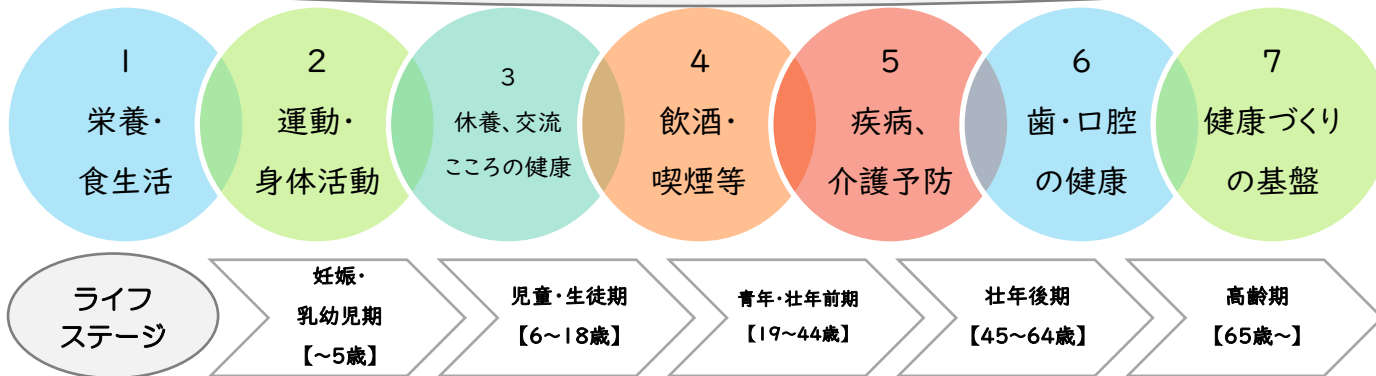 1
栄養・
食生活
2
運動・
身体活動
3
休養、交流
こころの健康
4
飲酒・
喫煙等
5
疾病、
介護予防
6
歯・口腔
の健康
7
健康づくり
の基盤
ライフ
ステージ
妊娠・
乳幼児期
【~5歳】
児童・生徒期
【6~18歳】
青年・壮年前期
【19~44歳】
壮年後期
【45~64歳】
高齢期
【65歳~】